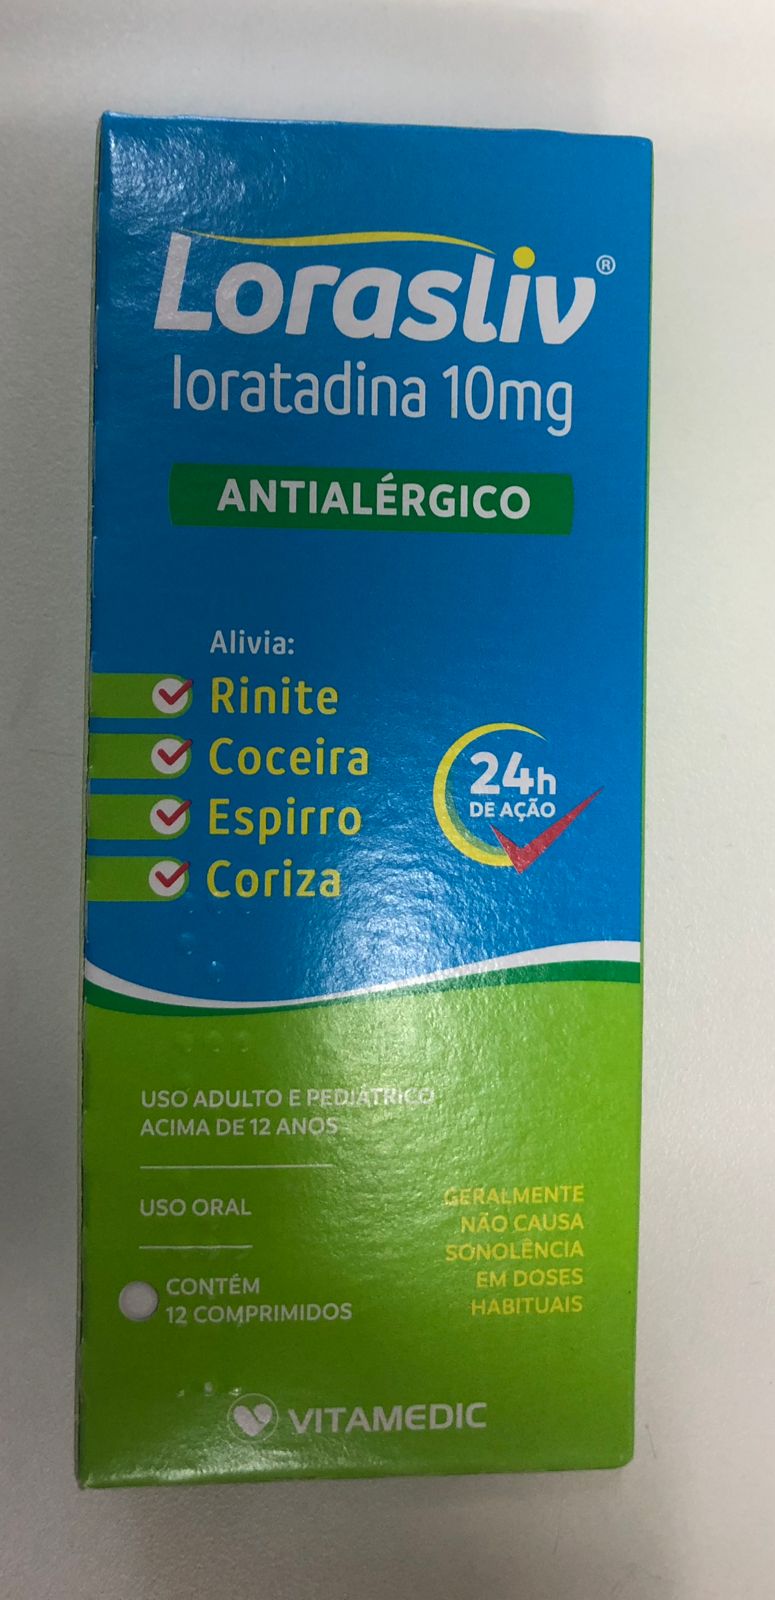 Lorasliv®
loratadina 10mg
ANTIALÉRGICO
Alivia:
Rinite
Coceira
Espirro
Coriza
24h
DE AÇÃO
USO ADULTO E PEDIÁTRICO
ACIMA DE 12 ANOS
USO ORAL
CONTÉM
12 COMPRIMIDOS
GERALMENTE
NÃO CAUSA
SONOLÊNCIA
EM DOSES
HABITUAIS
VITAMEDIC